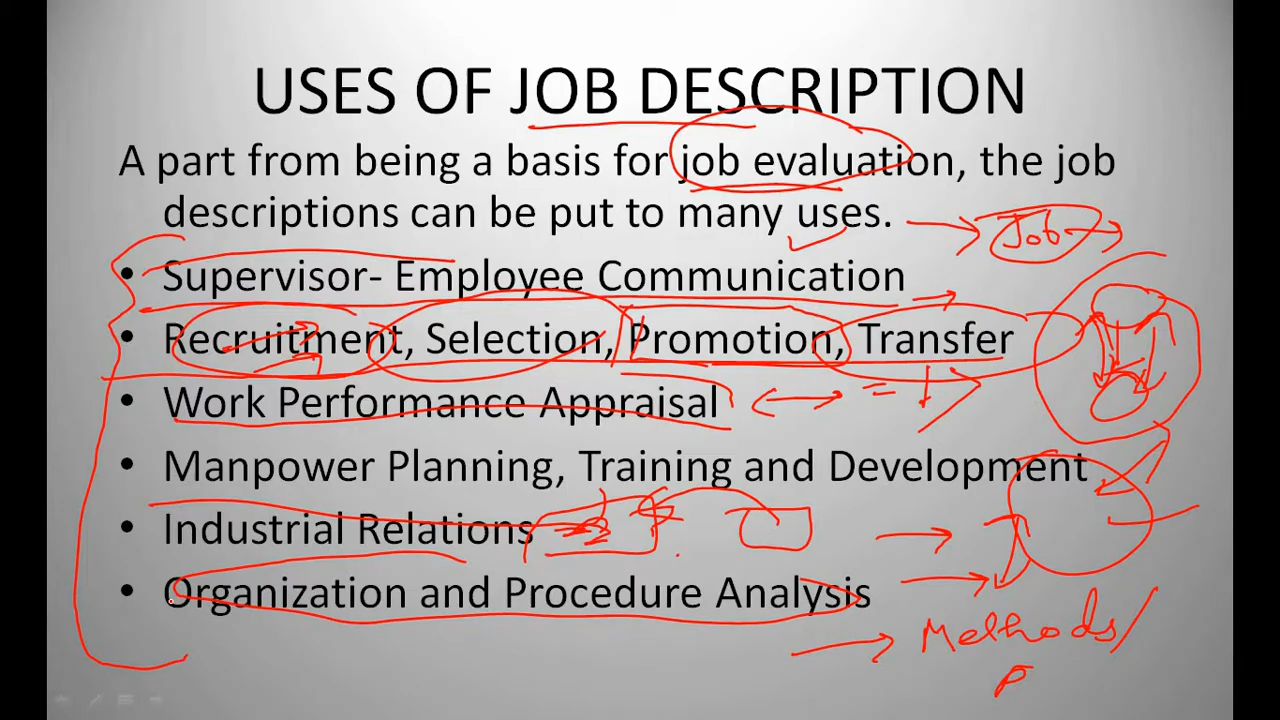 USES OF JOB DESCRIPTION
A part from being a basis for job evaluation, the job
descriptions can be put to many uses.
Job
• Supervisor- Employee Communication
• Recruitment, Selection, Promotion, Transfer
• Work Performance Appraisal
• Manpower Planning, Training and Development
• Industrial Relations
• Organization and Procedure Analysis
Methods/
P